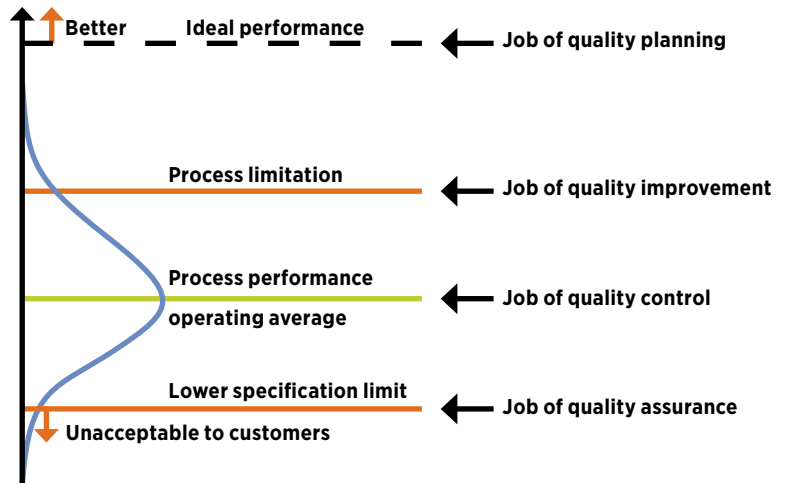 Better
Ideal performance
Job of quality planning
Process limitation
Job of quality improvement
Process performance
operating average
Job of quality control
Lower specification limit
Job of quality assurance
Unacceptable to customers